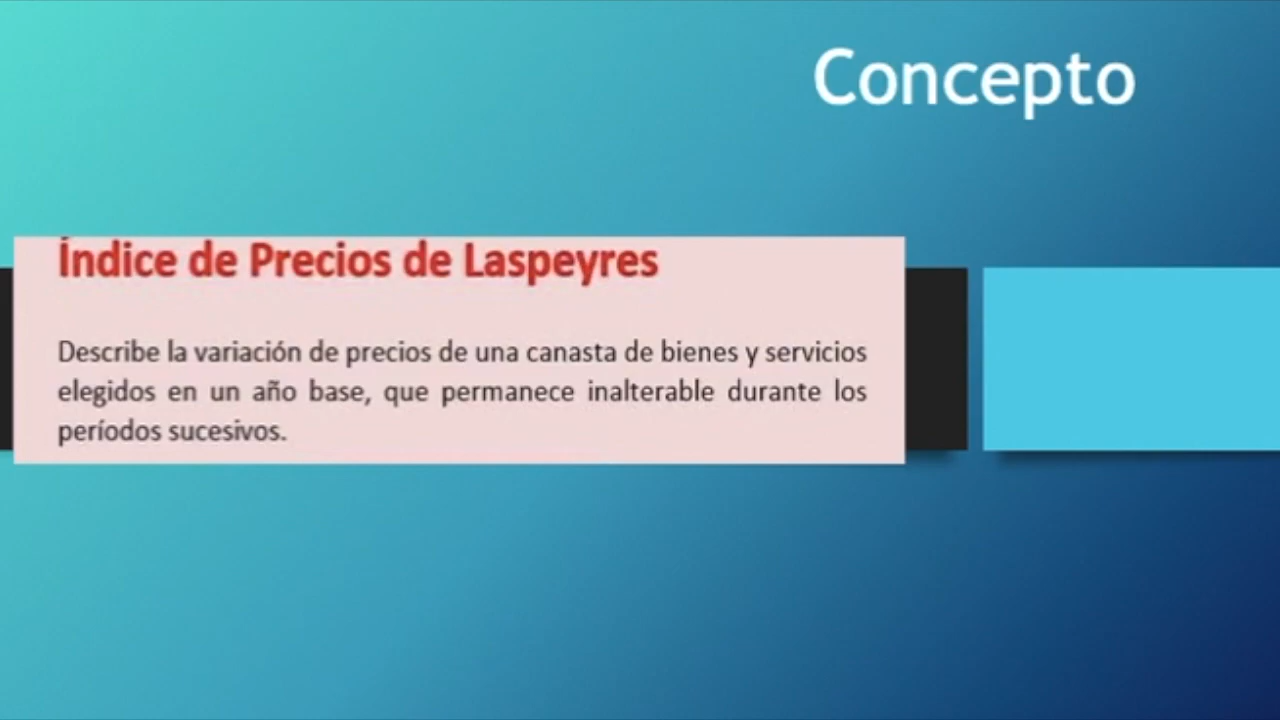 Concepto
Índice de Precios de Laspeyres
Describe la variación de precios de una canasta de bienes y servicios
elegidos en un año base, que permanece inalterable durante los
períodos sucesivos.